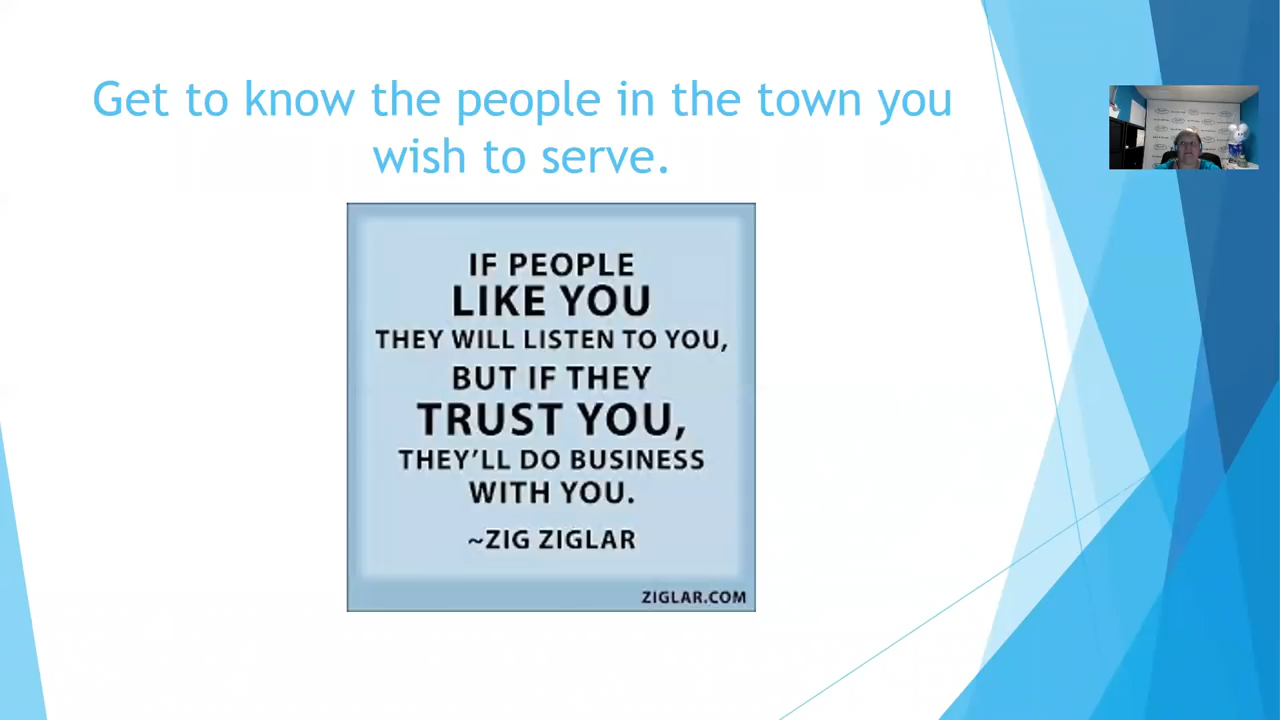 Get to know the people in the town you
wish to serve.
IF PEOPLE
LIKE YOU
THEY WILL LISTEN TO YOU,
BUT IF THEY
TRUST YOU,
THEY'LL DO BUSINESS
WITH YOU.
~ZIG ZIGLAR
ZIGLAR.COM